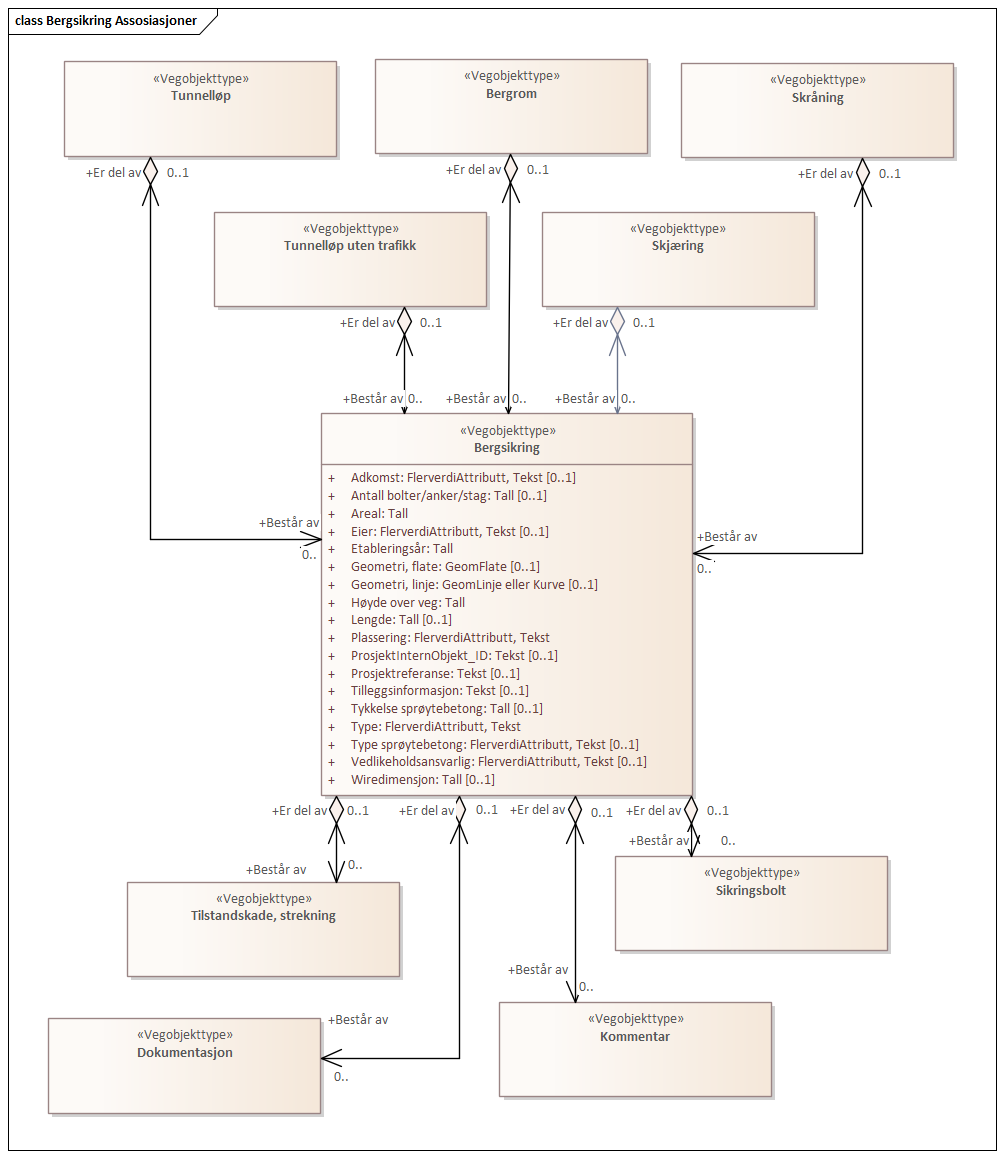 class Bergsikring Assosiasjoner
«Vegobjekttype»
Tunnelløp
«Vegobjekttype»
Bergrom
«Vegobjekttype»
Skråning
+Er del av 0..1
+Er del av 0..1
+Er del av 0..1
«Vegobjekttype»
Tunnelløp uten trafikk
«Vegobjekttype»
Skjæring
+Er del av 0..1
+Er del av 0..1
+Består av 0..
+Består av 0..
+Består av 0..
+Består av
0..
+Består av
0..
«Vegobjekttype»
Bergsikring
+ Adkomst: FlerverdiAttributt, Tekst [0..1]
+ Antall bolter/anker/stag: Tall [0..1]
+ Areal: Tall
+ Eier: FlerverdiAttributt, Tekst [0..1]
+ Etableringsår: Tall
+ Geometri, flate: GeomFlate [0..1]
+ Geometri, linje: GeomLinje eller Kurve [0..1]
+ Høyde over veg: Tall
+ Lengde: Tall [0..1]
+ Plassering: FlerverdiAttributt, Tekst
+ ProsjektInternObjekt_ID: Tekst [0..1]
+ Prosjektreferanse: Tekst [0..1]
+ Tilleggsinformasjon: Tekst [0..1]
+ Tykkelse sprøytebetong: Tall [0..1]
+ Type: FlerverdiAttributt, Tekst
+ Type sprøytebetong: FlerverdiAttributt, Tekst [0..1]
+ Vedlikeholdsansvarlig: FlerverdiAttributt, Tekst [0..1]
+ Wiredimensjon: Tall [0..1]
+Er del av 0..1
+Er del av 0..1
+Er del av 0..1
+Er del av 0..1
+Består av 0..
+Består av 0..
«Vegobjekttype»
Sikringsbolt
«Vegobjekttype»
Tilstandskade, strekning
+Består av
0..
«Vegobjekttype»
Kommentar
+Består av
0..
«Vegobjekttype»
Dokumentasjon